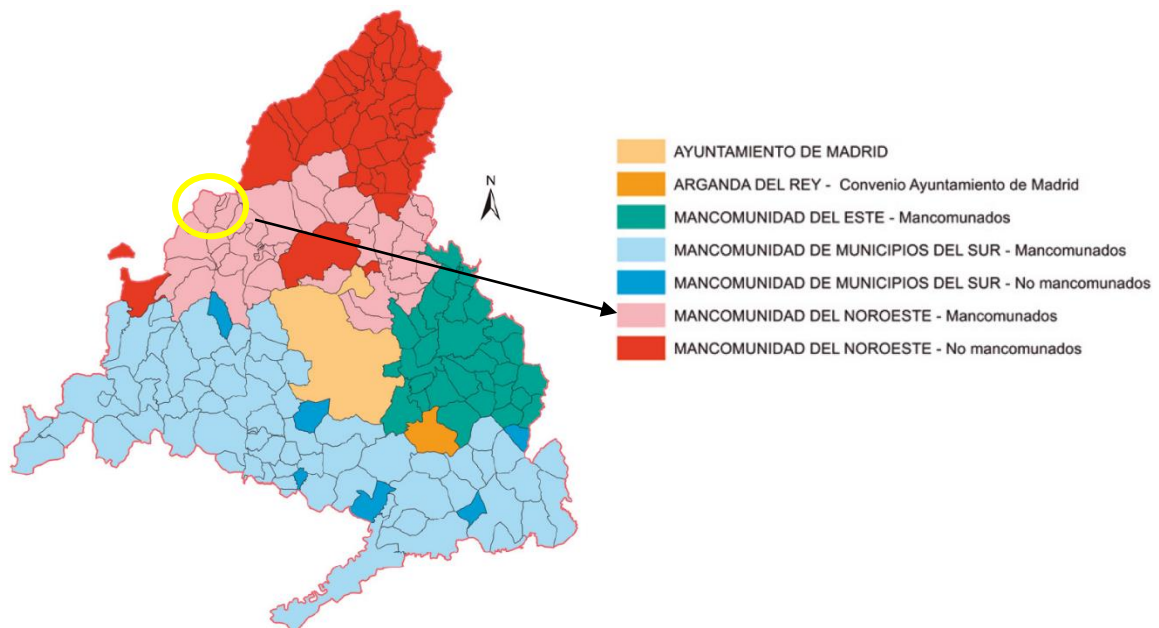 N
AYUNTAMIENTO DE MADRID
ARGANDA DEL REY - Convenio Ayuntamiento de Madrid
MANCOMUNIDAD DEL ESTE - Mancomunados
MANCOMUNIDAD DE MUNICIPIOS DEL SUR - Mancomunados
MANCOMUNIDAD DE MUNICIPIOS DEL SUR - No mancomunados
MANCOMUNIDAD DEL NOROESTE - Mancomunados
MANCOMUNIDAD DEL NOROESTE - No mancomunados